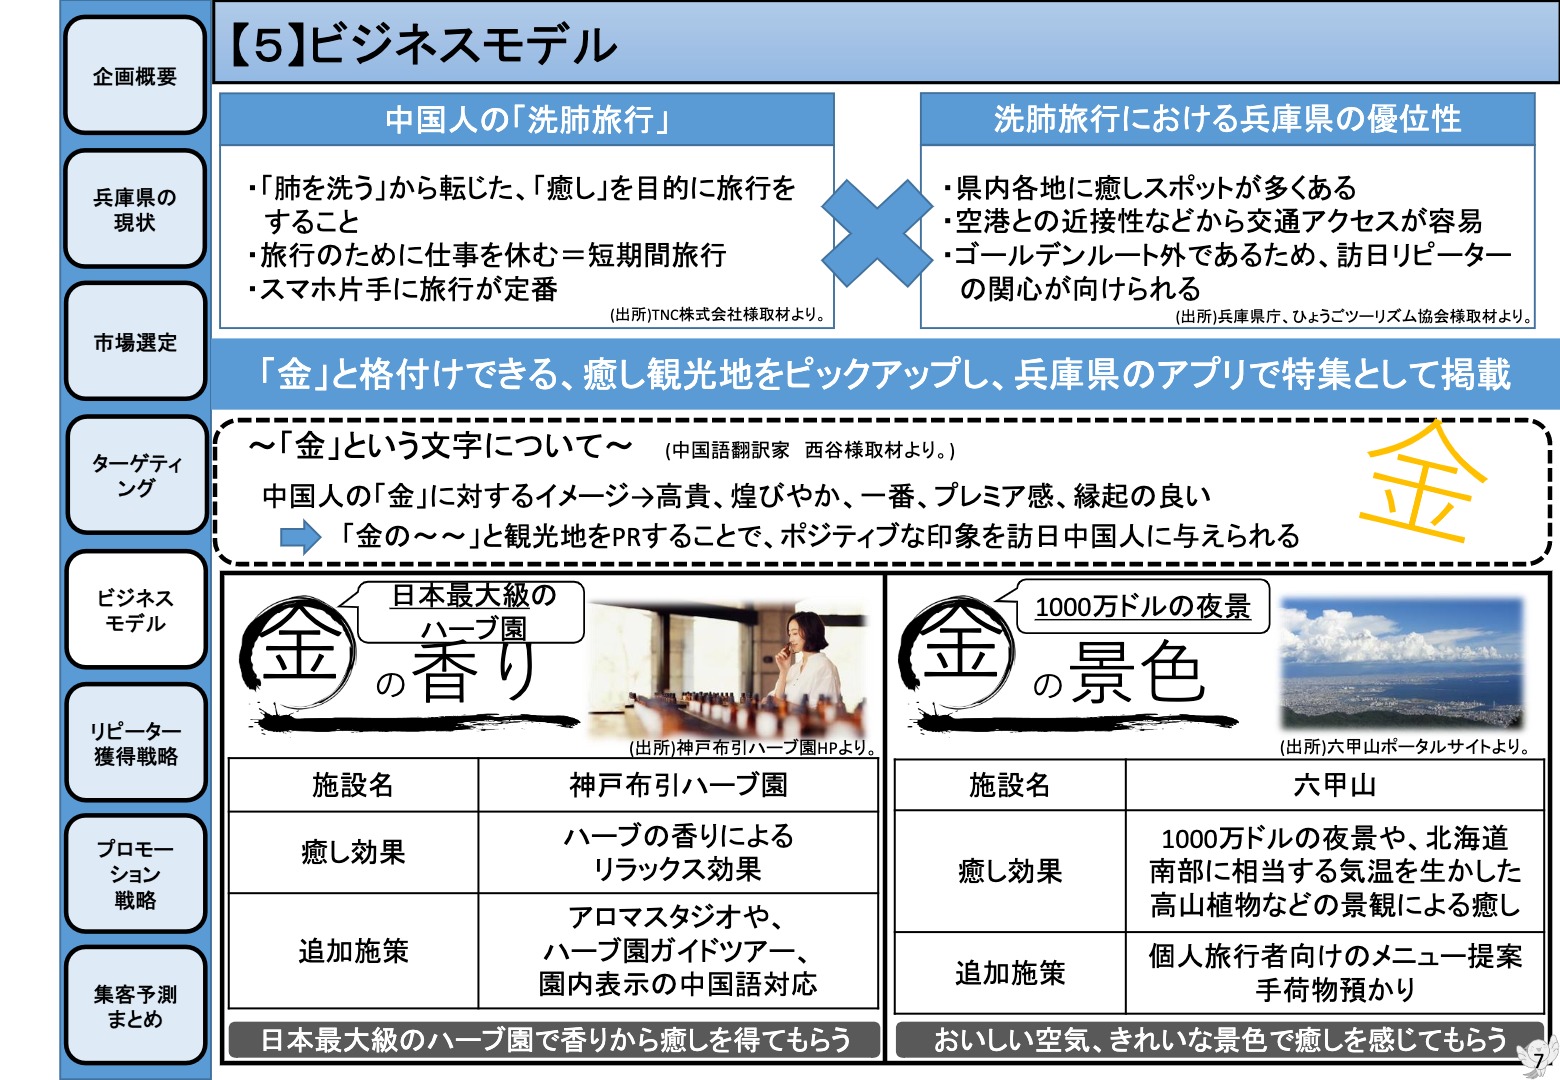 【５】ビジネスモデル
企画概要
兵庫県の
現状
市場選定
ターゲティ
ング
ビジネス
モデル
リピーター
獲得戦略
プロモー
ション
戦略
集客予測
まとめ
中国人の「洗肺旅行」
・「肺を洗う」から転じた、「癒し」を目的に旅行を
すること
・旅行のために仕事を休む＝短期間旅行
・スマホ片手に旅行が定番
(出所)TNC株式会社様取材より。
洗肺旅行における兵庫県の優位性
・県内各地に癒しスポットが多くある
・空港との近接性などから交通アクセスが容易
・ゴールデンルート外であるため、訪日リピーター
の関心が向けられる
(出所)兵庫県庁、ひょうごツーリズム協会様取材より。
「金」と格付けできる、癒し観光地をピックアップし、兵庫県のアプリで特集として掲載
～「金」という文字について～　(中国語翻訳家　西谷様取材より。)
中国人の「金」に対するイメージ→高貴、煌びやか、一番、プレミア感、縁起の良い
「金の～～」と観光地をPRすることで、ポジティブな印象を訪日中国人に与えられる
金
日本最大級の
ハーブ園
金の香り
(出所)神戸布引ハーブ園HPより。
施設名 神戸布引ハーブ園
癒し効果 ハーブの香りによる
リラックス効果
追加施策 アロマスタジオや、
ハーブ園ガイドツアー、
園内表示の中国語対応
日本最大級のハーブ園で香りから癒しを得てもらう
1000万ドルの夜景
金の景色
(出所)六甲山ポータルサイトより。
施設名 六甲山
癒し効果 1000万ドルの夜景や、北海道
南部に相当する気温を生かした
高山植物などの景観による癒し
追加施策 個人旅行者向けのメニュー提案
手荷物預かり
おいしい空気、きれいな景色で癒しを感じてもらう
7